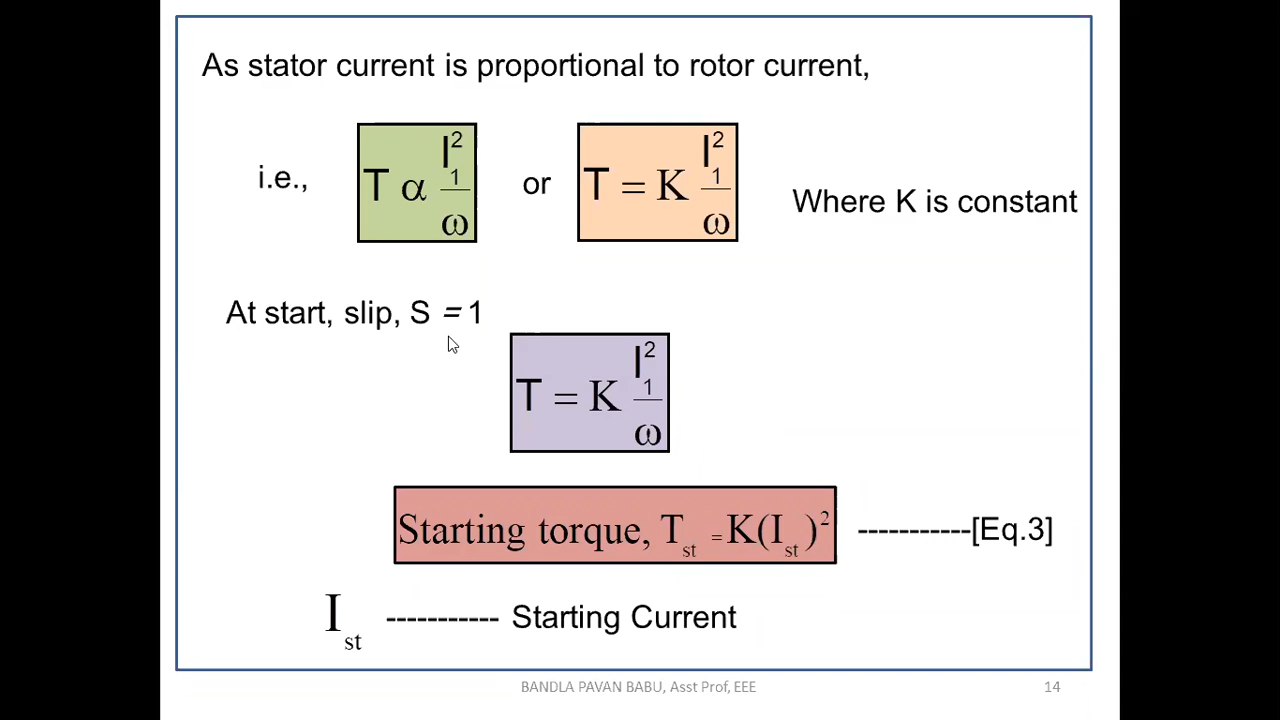 As stator current is proportional to rotor current,
i.e., T α I₁² / ω or T = K I₁² / ω Where K is constant
At start, slip, S = 1
T = K I₁² / ω
Starting torque, Tst = K(Ist)² -----------[Eq.3]
Ist ----------- Starting Current
BANDLA PAVAN BABU, Asst Prof, EEE 14